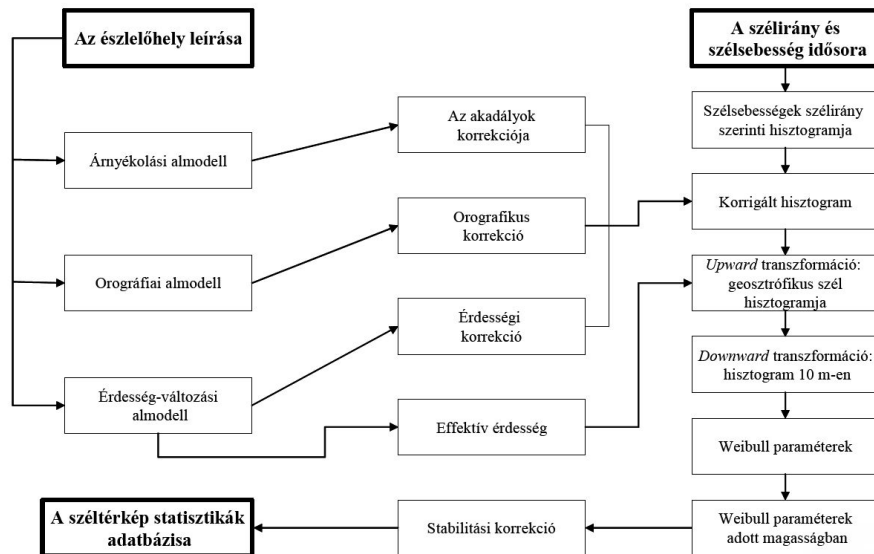 Az észlelőhely leírása
A szélirány és
szélsebesség idősora
Szélsebességek szélirány
szerinti hisztogramja
Az akadályok
korrekciója
Árnyékolási almodell
Korrigált hisztogram
Orografikus
korrekció
Orográfiai almodell
Upward transzformáció:
geosztrófikus szél
hisztogramja
Érdességi
korrekció
Downward transzformáció:
hisztogram 10 m-en
Érdesség-változási
almodell
Effektív érdesség
Weibull paraméterek
A széltérkép statisztikák
adatbázisa
Stabilitási korrekció
Weibull paraméterek
adott magasságban